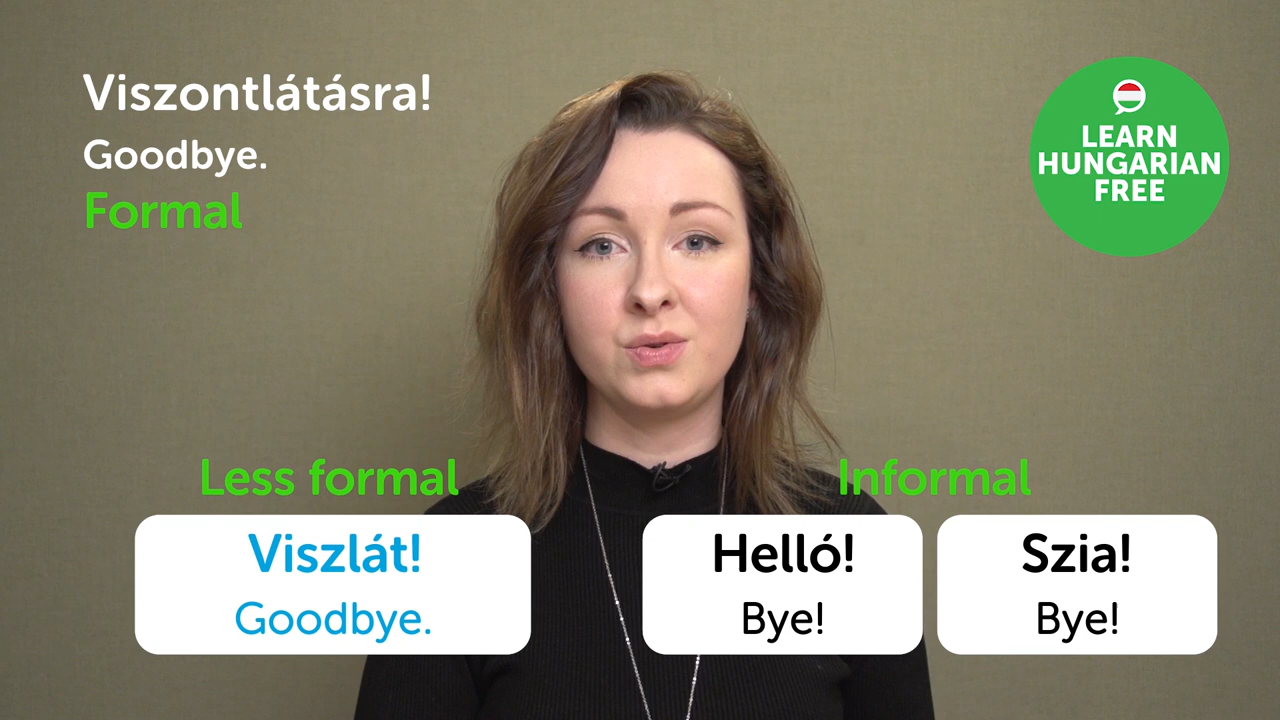 Viszontlátásra!
Goodbye.
Formal
LEARN
HUNGARIAN
FREE
Less formal
Viszlát!
Goodbye.
Informal
Helló!
Bye!
Szia!
Bye!